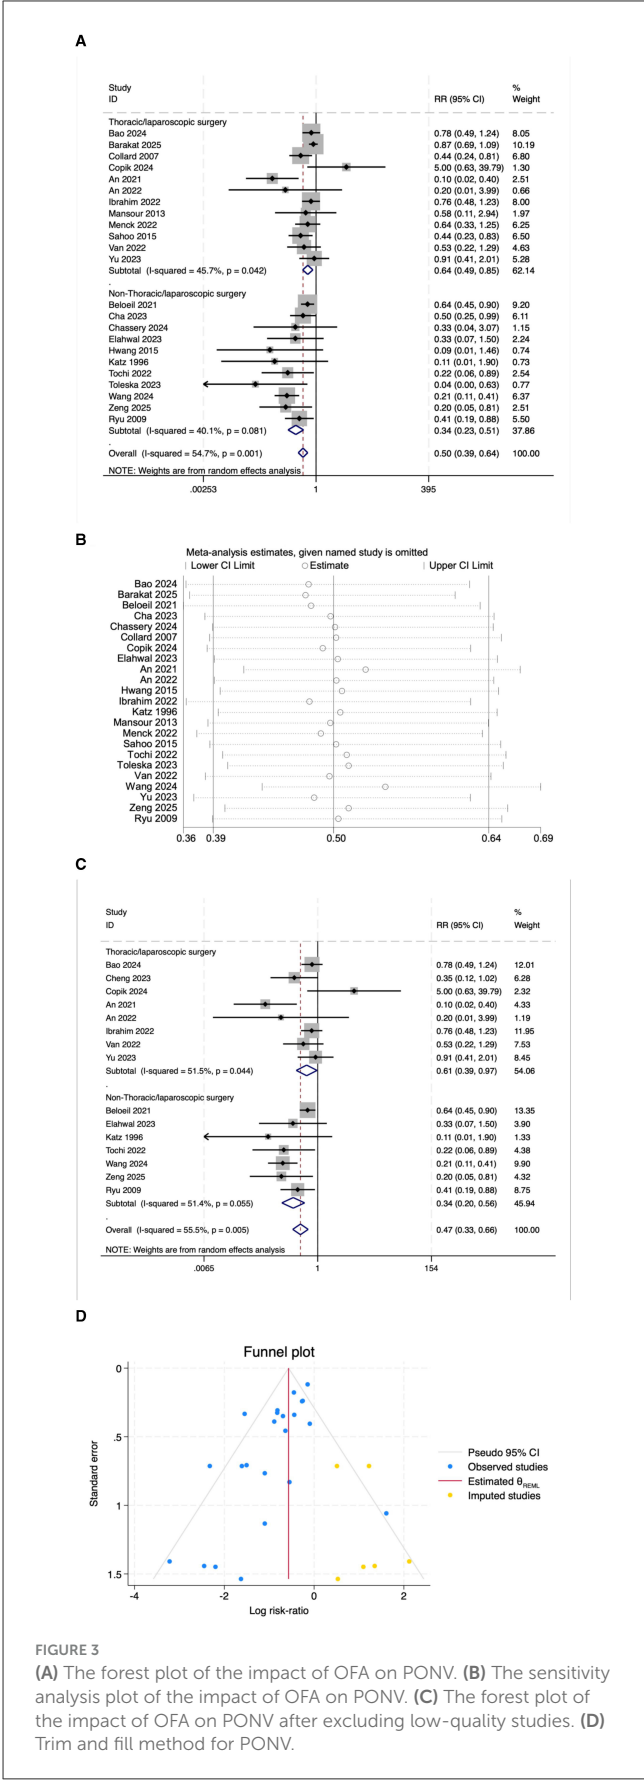 A
Study %
ID RR (95% CI) Weight
Thoracic/laparoscopic surgery
Bao 2024 0.78 (0.49, 1.24) 8.05
Barakat 2025 0.87 (0.69, 1.09) 10.19
Collard 2007 0.44 (0.24, 0.81) 6.80
Copik 2024 5.00 (0.63, 39.79) 1.30
An 2021 0.10 (0.02, 0.40) 2.51
An 2022 0.20 (0.01, 3.99) 0.66
Ibrahim 2022 0.76 (0.48, 1.23) 8.00
Mansour 2013 0.58 (0.11, 2.94) 1.97
Menck 2022 0.64 (0.33, 1.25) 6.25
Sahoo 2015 0.44 (0.23, 0.83) 6.50
Van 2022 0.53 (0.22, 1.29) 4.63
Yu 2023 0.91 (0.41, 2.01) 5.28
Subtotal (I-squared = 45.7%, p = 0.042) 0.64 (0.49, 0.85) 62.14
.
Non-Thoracic/laparoscopic surgery
Beloeil 2021 0.64 (0.45, 0.90) 9.20
Cha 2023 0.50 (0.25, 0.99) 6.11
Chassery 2024 0.33 (0.04, 3.07) 1.15
Elahwal 2023 0.33 (0.07, 1.50) 2.24
Hwang 2015 0.09 (0.01, 1.46) 0.74
Katz 1996 0.11 (0.01, 1.90) 0.73
Tochi 2022 0.22 (0.06, 0.89) 2.54
Toleska 2023 0.04 (0.00, 0.63) 0.77
Wang 2024 0.21 (0.11, 0.41) 6.37
Zeng 2025 0.20 (0.05, 0.81) 2.51
Ryu 2009 0.41 (0.19, 0.88) 5.50
Subtotal (I-squared = 40.1%, p = 0.081) 0.34 (0.23, 0.51) 37.86
.
Overall (I-squared = 54.7%, p = 0.001) 0.50 (0.39, 0.64) 100.00
NOTE: Weights are from random effects analysis
.00253 1 395
B
Meta-analysis estimates, given named study is omitted
Lower CI Limit Estimate Upper CI Limit
Bao 2024
Barakat 2025
Beloeil 2021
Cha 2023
Chassery 2024
Collard 2007
Copik 2024
Elahwal 2023
An 2021
An 2022
Hwang 2015
Ibrahim 2022
Katz 1996
Mansour 2013
Menck 2022
Sahoo 2015
Tochi 2022
Toleska 2023
Van 2022
Wang 2024
Yu 2023
Zeng 2025
Ryu 2009
0.36 0.39 0.50 0.64 0.69
C
Study %
ID RR (95% CI) Weight
Thoracic/laparoscopic surgery
Bao 2024 0.78 (0.49, 1.24) 12.01
Cheng 2023 0.35 (0.12, 1.02) 6.28
Copik 2024 5.00 (0.63, 39.79) 2.32
An 2021 0.10 (0.02, 0.40) 4.33
An 2022 0.20 (0.01, 3.99) 1.19
Ibrahim 2022 0.76 (0.48, 1.23) 11.95
Van 2022 0.53 (0.22, 1.29) 7.53
Yu 2023 0.91 (0.41, 2.01) 8.45
Subtotal (I-squared = 51.5%, p = 0.044) 0.61 (0.39, 0.97) 54.06
.
Non-Thoracic/laparoscopic surgery
Beloeil 2021 0.64 (0.45, 0.90) 13.35
Elahwal 2023 0.33 (0.07, 1.50) 3.90
Katz 1996 0.11 (0.01, 1.90) 1.33
Tochi 2022 0.22 (0.06, 0.89) 4.38
Wang 2024 0.21 (0.11, 0.41) 9.90
Zeng 2025 0.20 (0.05, 0.81) 4.32
Ryu 2009 0.41 (0.19, 0.88) 8.75
Subtotal (I-squared = 51.4%, p = 0.055) 0.34 (0.20, 0.56) 45.94
.
Overall (I-squared = 55.5%, p = 0.005) 0.47 (0.33, 0.66) 100.00
NOTE: Weights are from random effects analysis
.0065 1 154
D
Funnel plot
0
.5
1
1.5
Standard error
-4 -2 0 2
Log risk-ratio
Pseudo 95% CI
Observed studies
Estimated θREML
Imputed studies
FIGURE 3
(A) The forest plot of the impact of OFA on PONV. (B) The sensitivity
analysis plot of the impact of OFA on PONV. (C) The forest plot of
the impact of OFA on PONV after excluding low-quality studies. (D)
Trim and fill method for PONV.